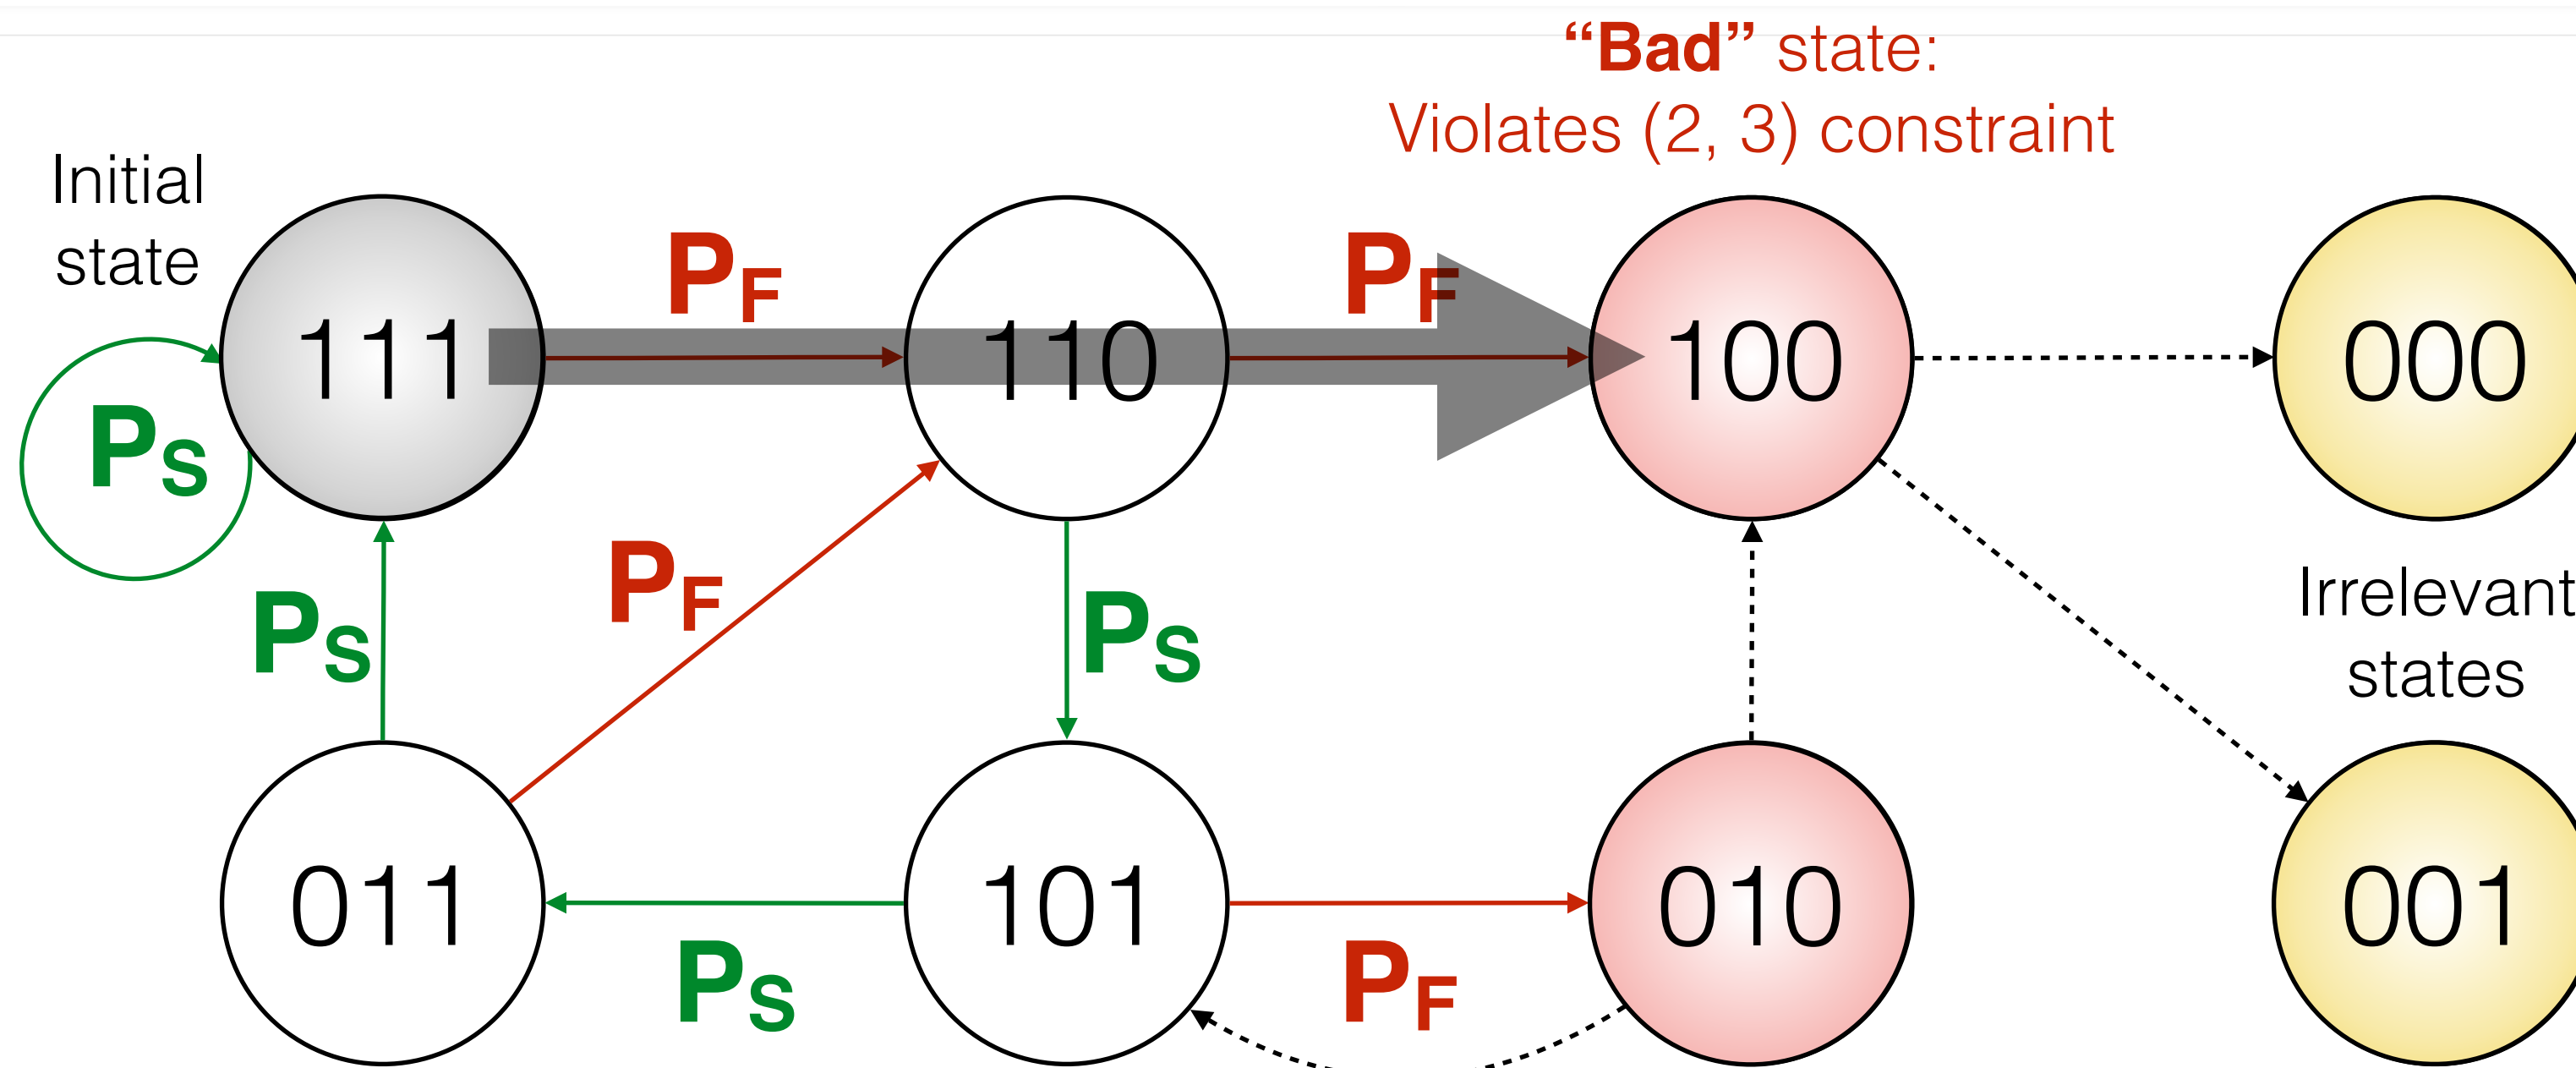 “Bad” state:
Violates (2, 3) constraint
Initial
state
111
PF
110
PF
100
000
PS
PS
PF
PS
Irrelevant
states
011
PS
101
PF
010
001